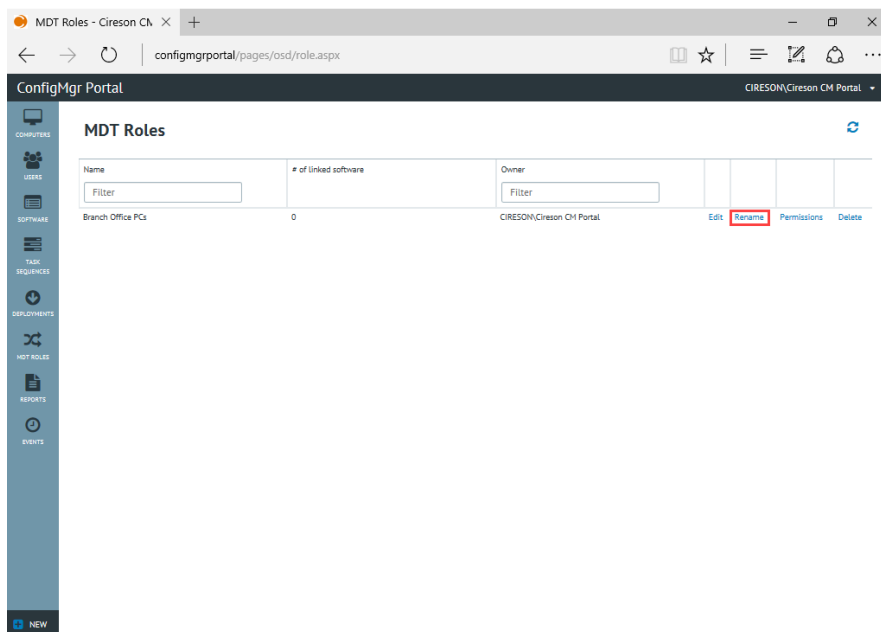 MDT Roles - Cireson CM
configmgrportal/pages/osd/role.aspx
ConfigMgr Portal
CIRESON\Cireson CM Portal
COMPUTERS
USERS
SOFTWARE
TASK
SEQUENCES
DEPLOYMENTS
MDT ROLES
REPORTS
EVENTS
NEW
MDT Roles
Name # of linked software Owner
Filter Filter
Branch Office PCs 0 CIRESON\Cireson CM Portal Edit Rename Permissions Delete